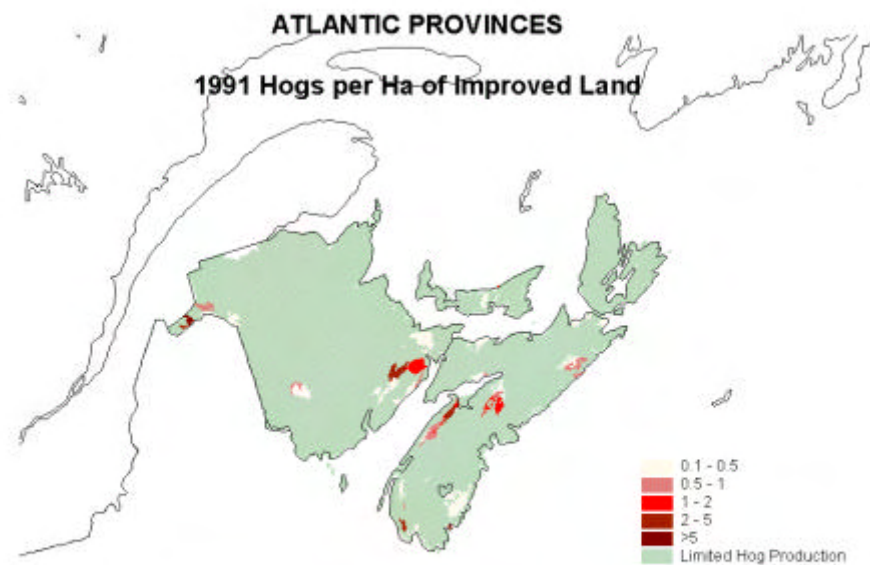 ATLANTIC PROVINCES
1991 Hogs per Ha of Improved Land
0.1 - 0.5
0.5 - 1
1 - 2
2 - 5
>5
Limited Hog Production